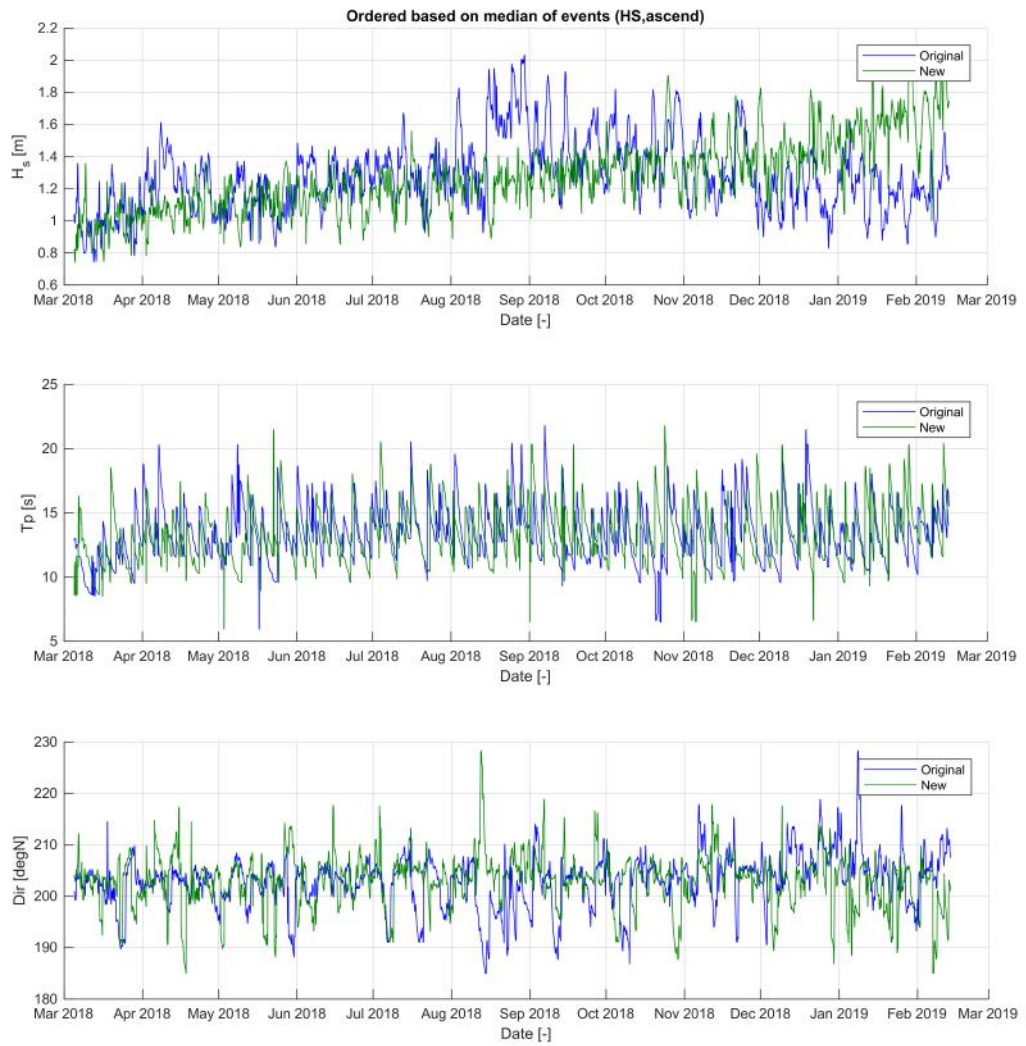 Ordered based on median of events (HS,ascend)
2.2
2
1.8
1.6
1.4
1.2
1
0.8
0.6
H_s [m]
Original
New
Mar 2018 Apr 2018 May 2018 Jun 2018 Jul 2018 Aug 2018 Sep 2018 Oct 2018 Nov 2018 Dec 2018 Jan 2019 Feb 2019 Mar 2019
Date [-]
25
20
15
10
5
Tp [s]
Original
New
Mar 2018 Apr 2018 May 2018 Jun 2018 Jul 2018 Aug 2018 Sep 2018 Oct 2018 Nov 2018 Dec 2018 Jan 2019 Feb 2019 Mar 2019
Date [-]
230
220
210
200
190
180
Dir [degN]
Original
New
Mar 2018 Apr 2018 May 2018 Jun 2018 Jul 2018 Aug 2018 Sep 2018 Oct 2018 Nov 2018 Dec 2018 Jan 2019 Feb 2019 Mar 2019
Date [-]